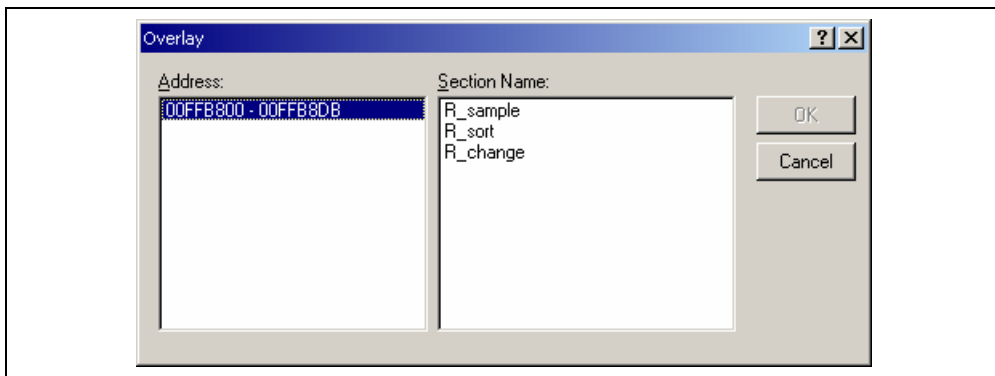 Overlay
Address:
Section Name:
00FFB800 - 00FFB8DB
R_sample
R_sort
R_change
OK
Cancel